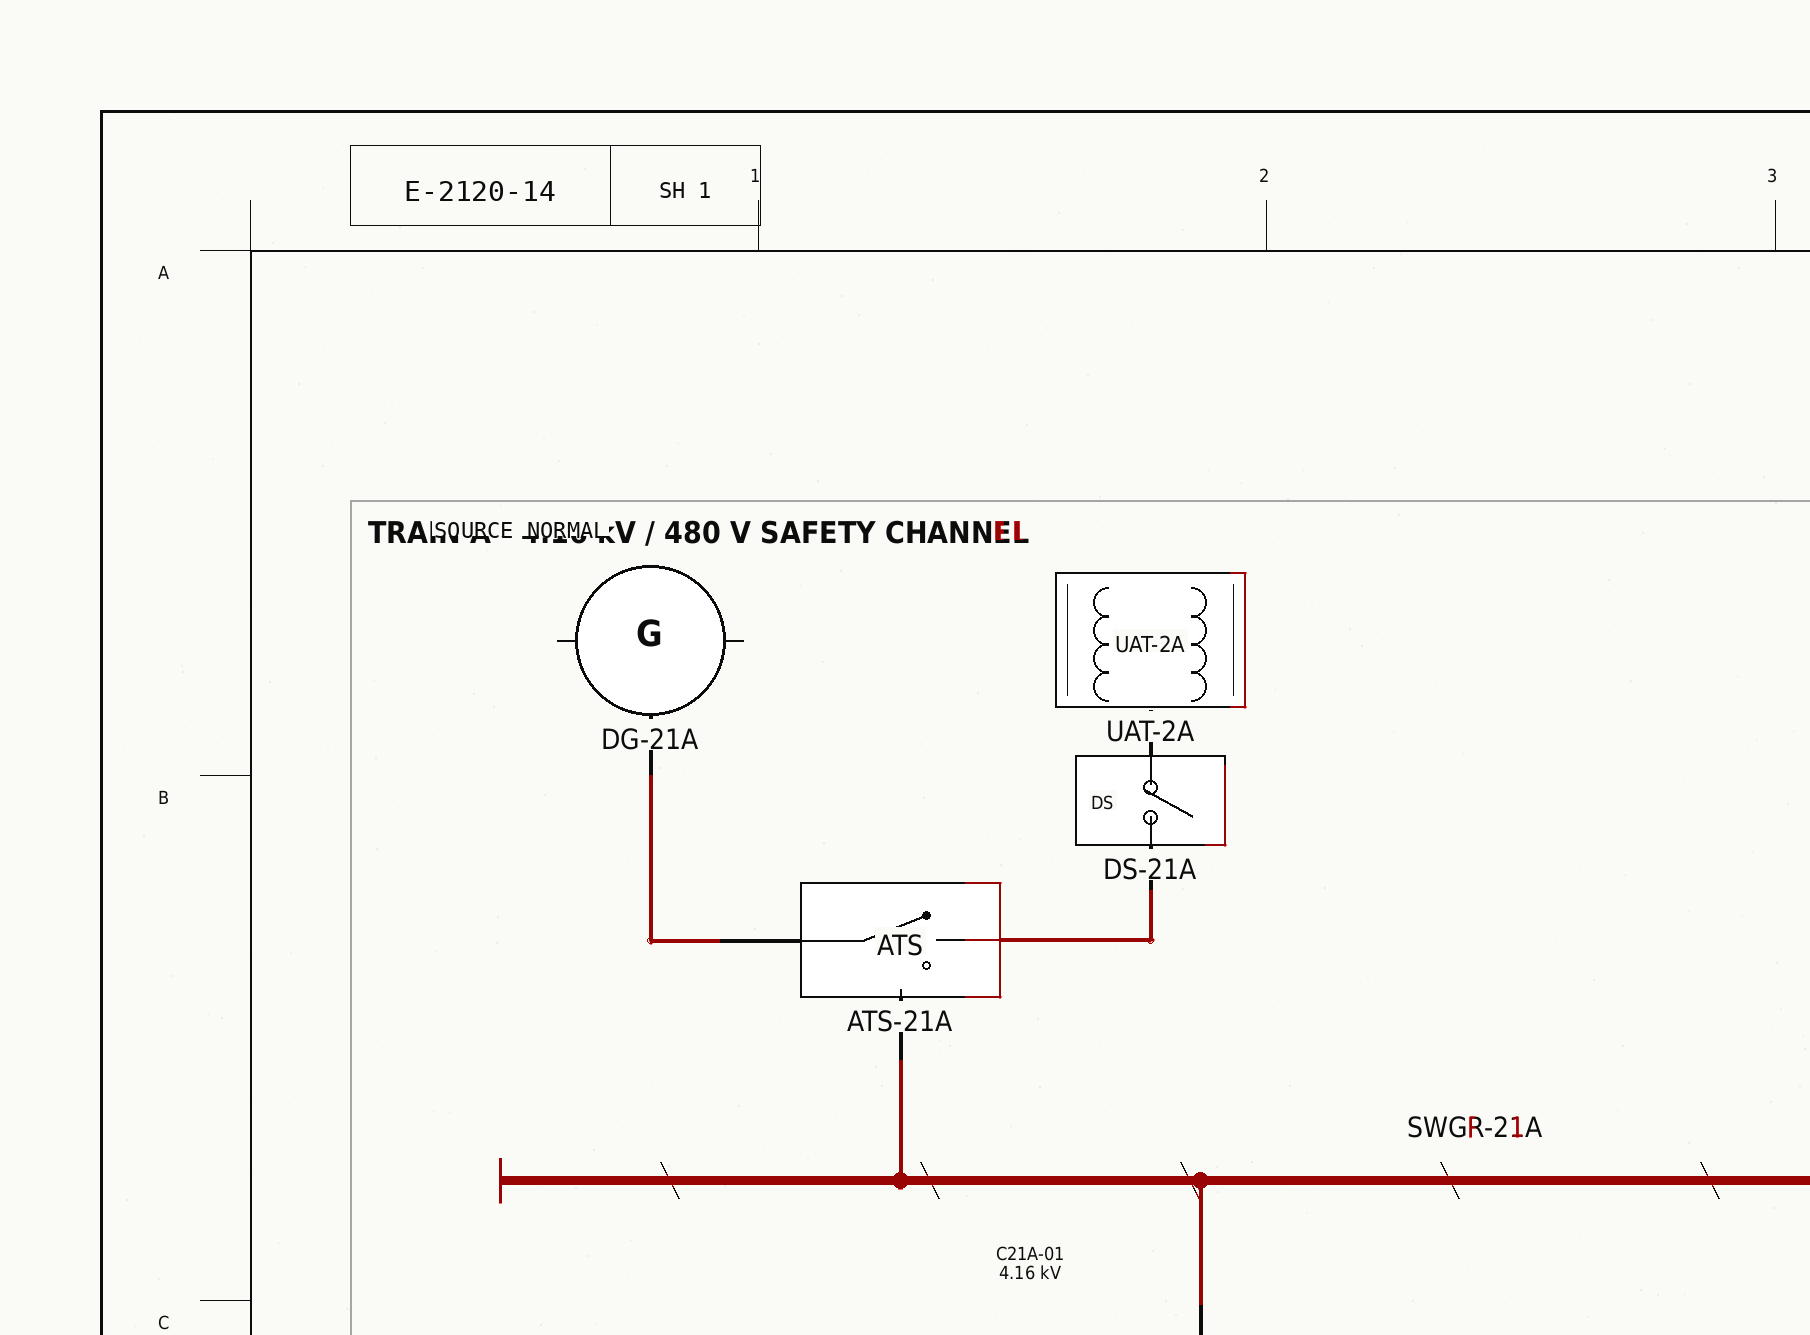 E-2120-14 SH 1
1 2 3
A
SOURCE NORMAL
V / 480 V SAFETY CHANNEL
G
UAT-2A
DG-21A
UAT-2A
B
DS
DS-21A
ATS
ATS-21A
SWGR-21A
C21A-01
4.16 kV
C